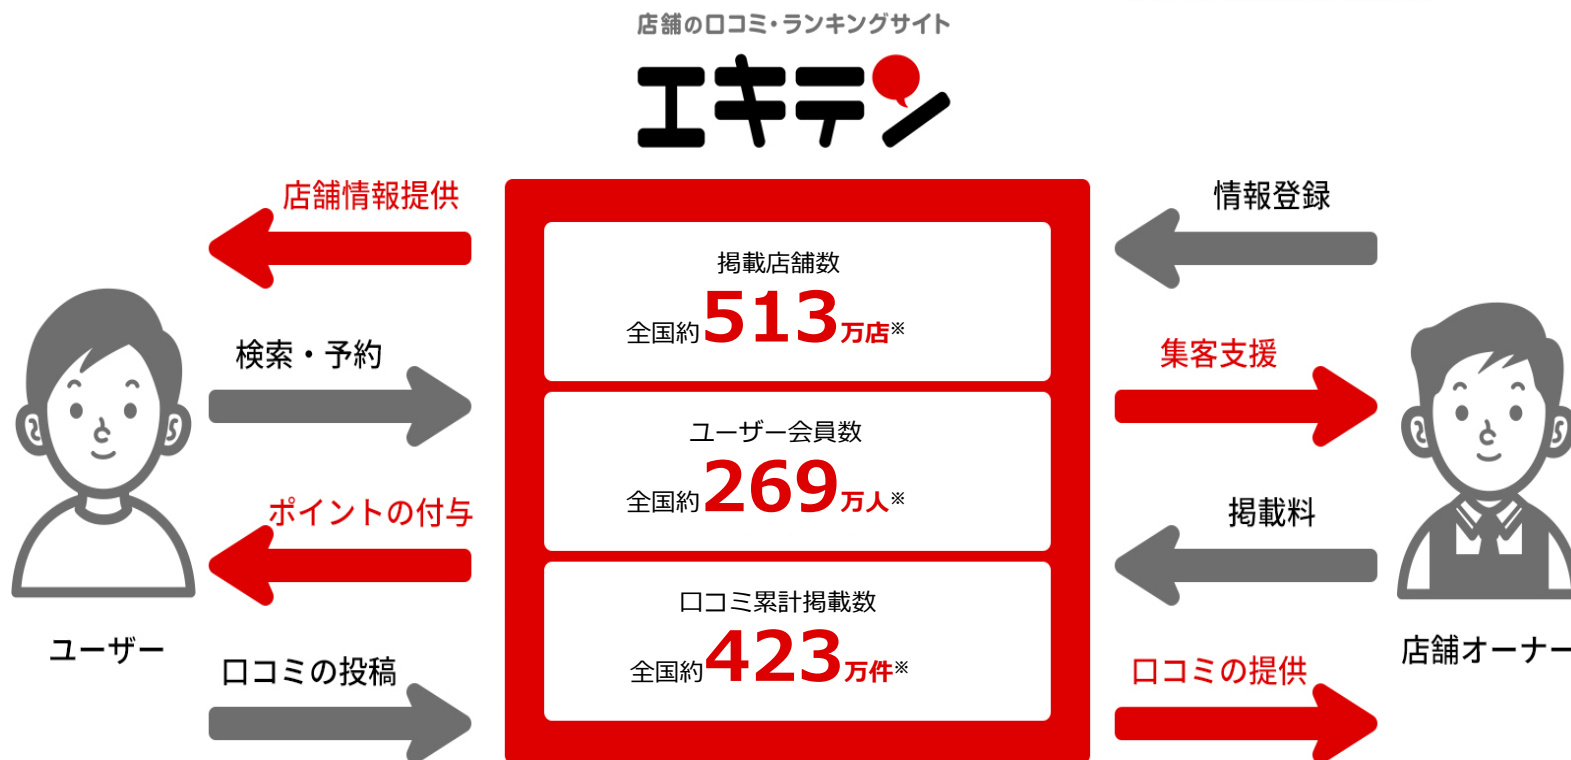 店舗の口コミ・ランキングサイト
エキテン
店舗情報提供
検索・予約
ポイントの付与
口コミの投稿
ユーザー
掲載店舗数
全国約513万店※
ユーザー会員数
全国約269万人※
口コミ累計掲載数
全国約423万件※
情報登録
集客支援
掲載料
口コミの提供
店舗オーナー